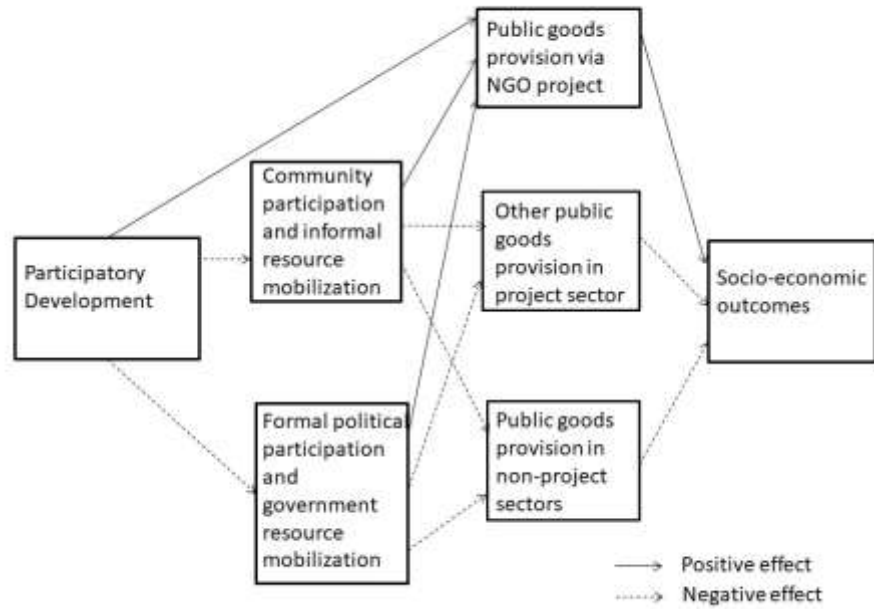 Public goods
provision via
NGO project
Community
participation
and informal
resource
mobilization
Other public
goods
provision in
project sector
Participatory
Development
Socio-economic
outcomes
Formal political
participation
and
government
resource
mobilization
Public goods
provision in
non-project
sectors
Positive effect
Negative effect